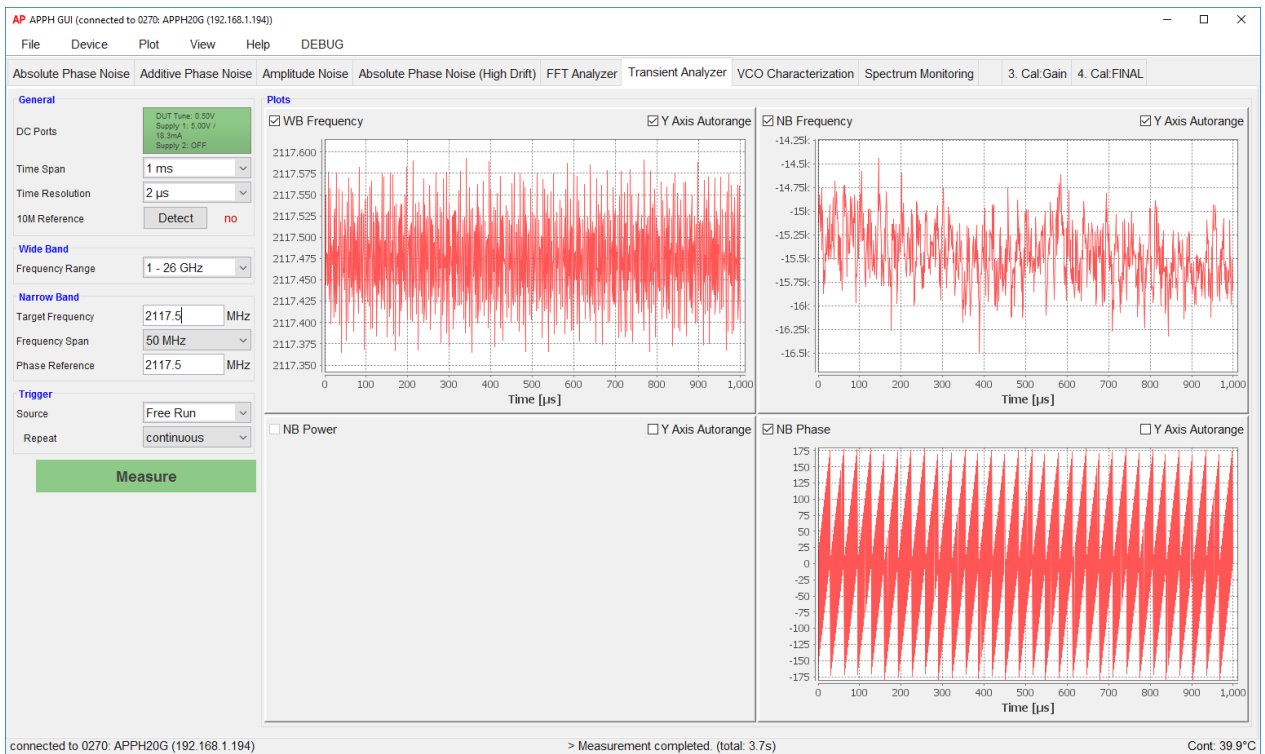 AP APPH GUI (connected to 0270: APPH20G (192.168.1.194))
File Device Plot View Help DEBUG
Absolute Phase Noise Additive Phase Noise Amplitude Noise Absolute Phase Noise (High Drift) FFT Analyzer Transient Analyzer VCO Characterization Spectrum Monitoring 3. Cal:Gain 4. Cal:FINAL
General
DC Ports
DUT Tune: 0.50V
Supply 1: 5.00V /
18.3mA
Supply 2: OFF
Time Span 1 ms
Time Resolution 2 µs
10M Reference Detect no
Wide Band
Frequency Range 1 - 26 GHz
Narrow Band
Target Frequency 2117.5 MHz
Frequency Span 50 MHz
Phase Reference 2117.5 MHz
Trigger
Source Free Run
Repeat continuous
Measure
Plots
WB Frequency Y Axis Autorange
2117.600
2117.575
2117.550
2117.525
2117.500
2117.475
2117.450
2117.425
2117.400
2117.375
2117.350
0 100 200 300 400 500 600 700 800 900 1,000
Time [µs]
NB Frequency Y Axis Autorange
-14.25k
-14.5k
-14.75k
-15k
-15.25k
-15.5k
-15.75k
-16k
-16.25k
-16.5k
0 100 200 300 400 500 600 700 800 900 1,000
Time [µs]
NB Power Y Axis Autorange
NB Phase Y Axis Autorange
175
150
125
100
75
50
25
0
-25
-50
-75
-100
-125
-150
-175
0 100 200 300 400 500 600 700 800 900 1,000
Time [µs]
connected to 0270: APPH20G (192.168.1.194) > Measurement completed. (total: 3.7s) Cont: 39.9°C